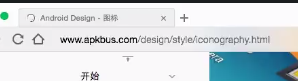 Android Design - 图标
www.apkbus.com/design/style/iconography.html
开始